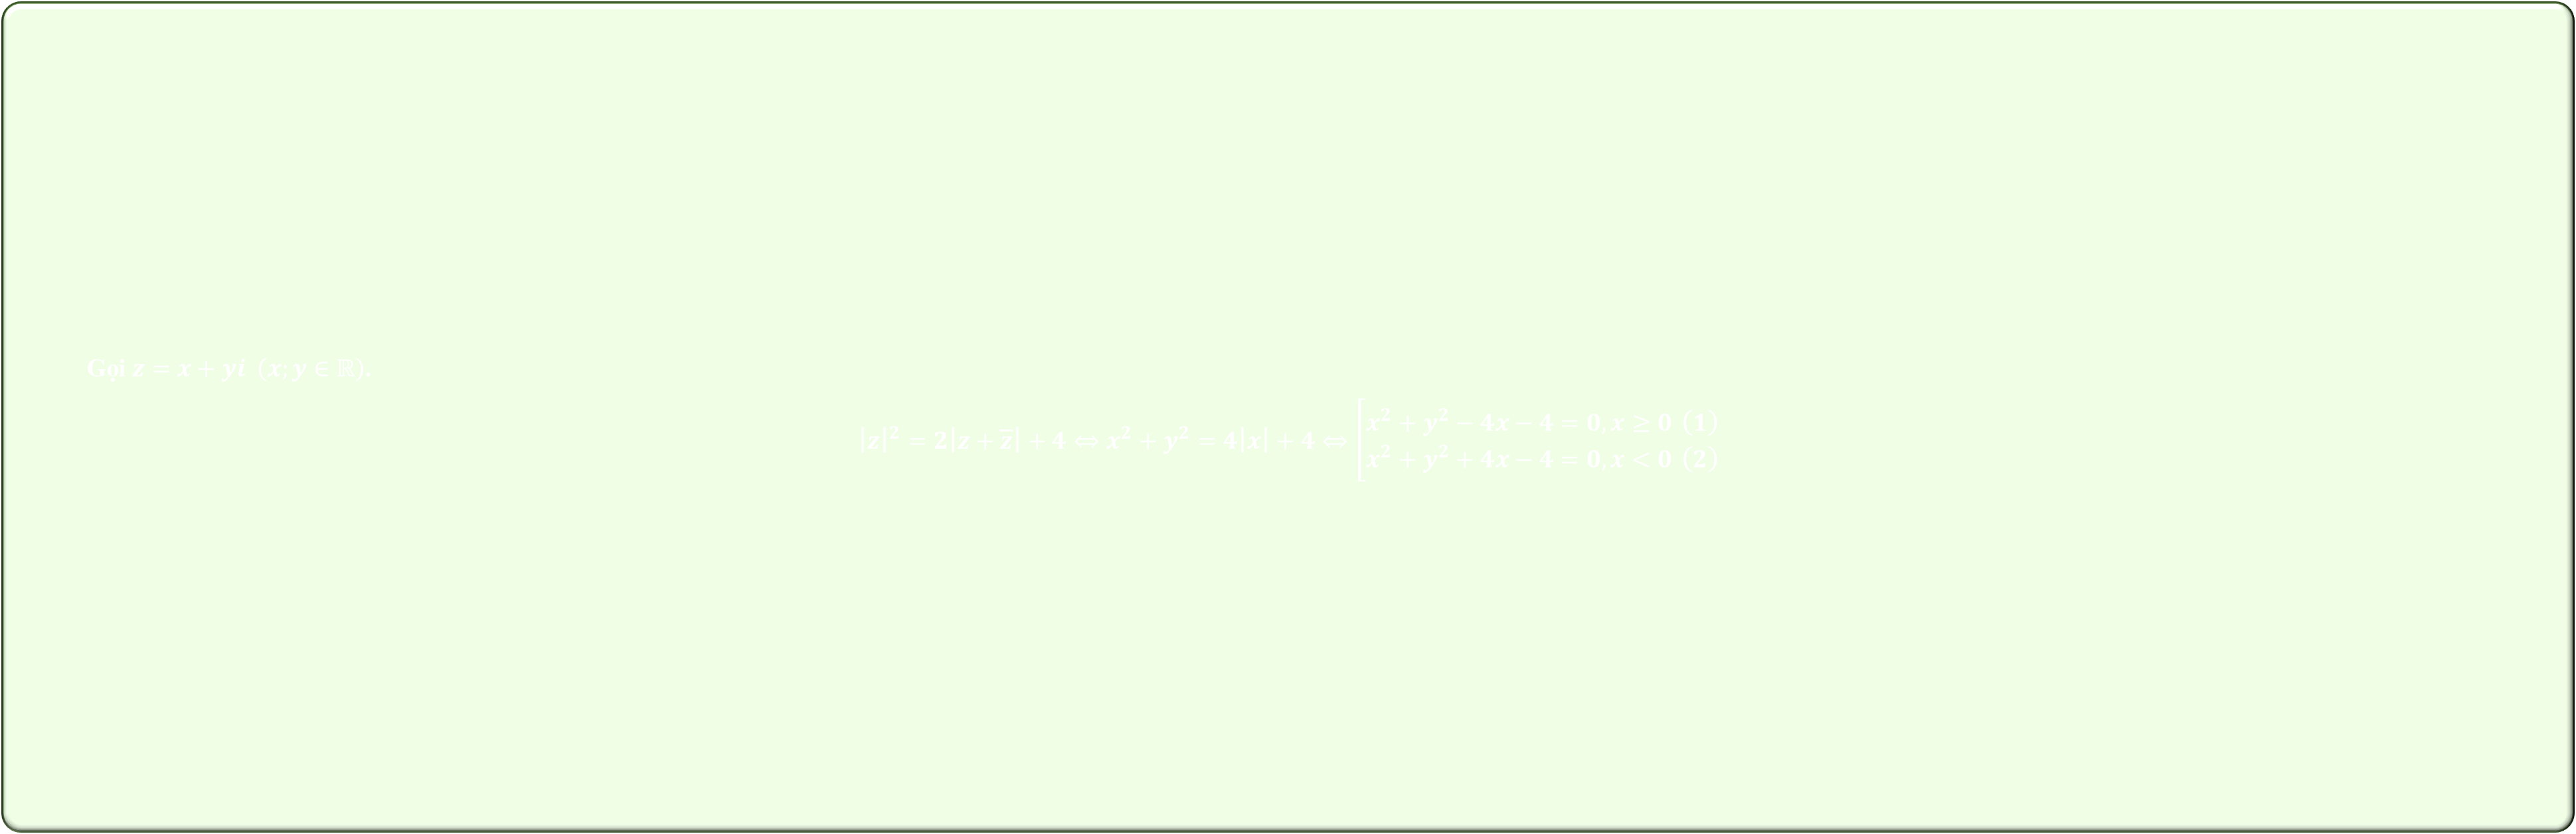 Gọi z = x + yi (x; y ∈ ℝ).
|z|² = 2|z + z̅| + 4 ⇔ x² + y² = 4|x| + 4 ⇔ [x² + y² − 4x − 4 = 0, x ≥ 0 (1)
x² + y² + 4x − 4 = 0, x < 0 (2)